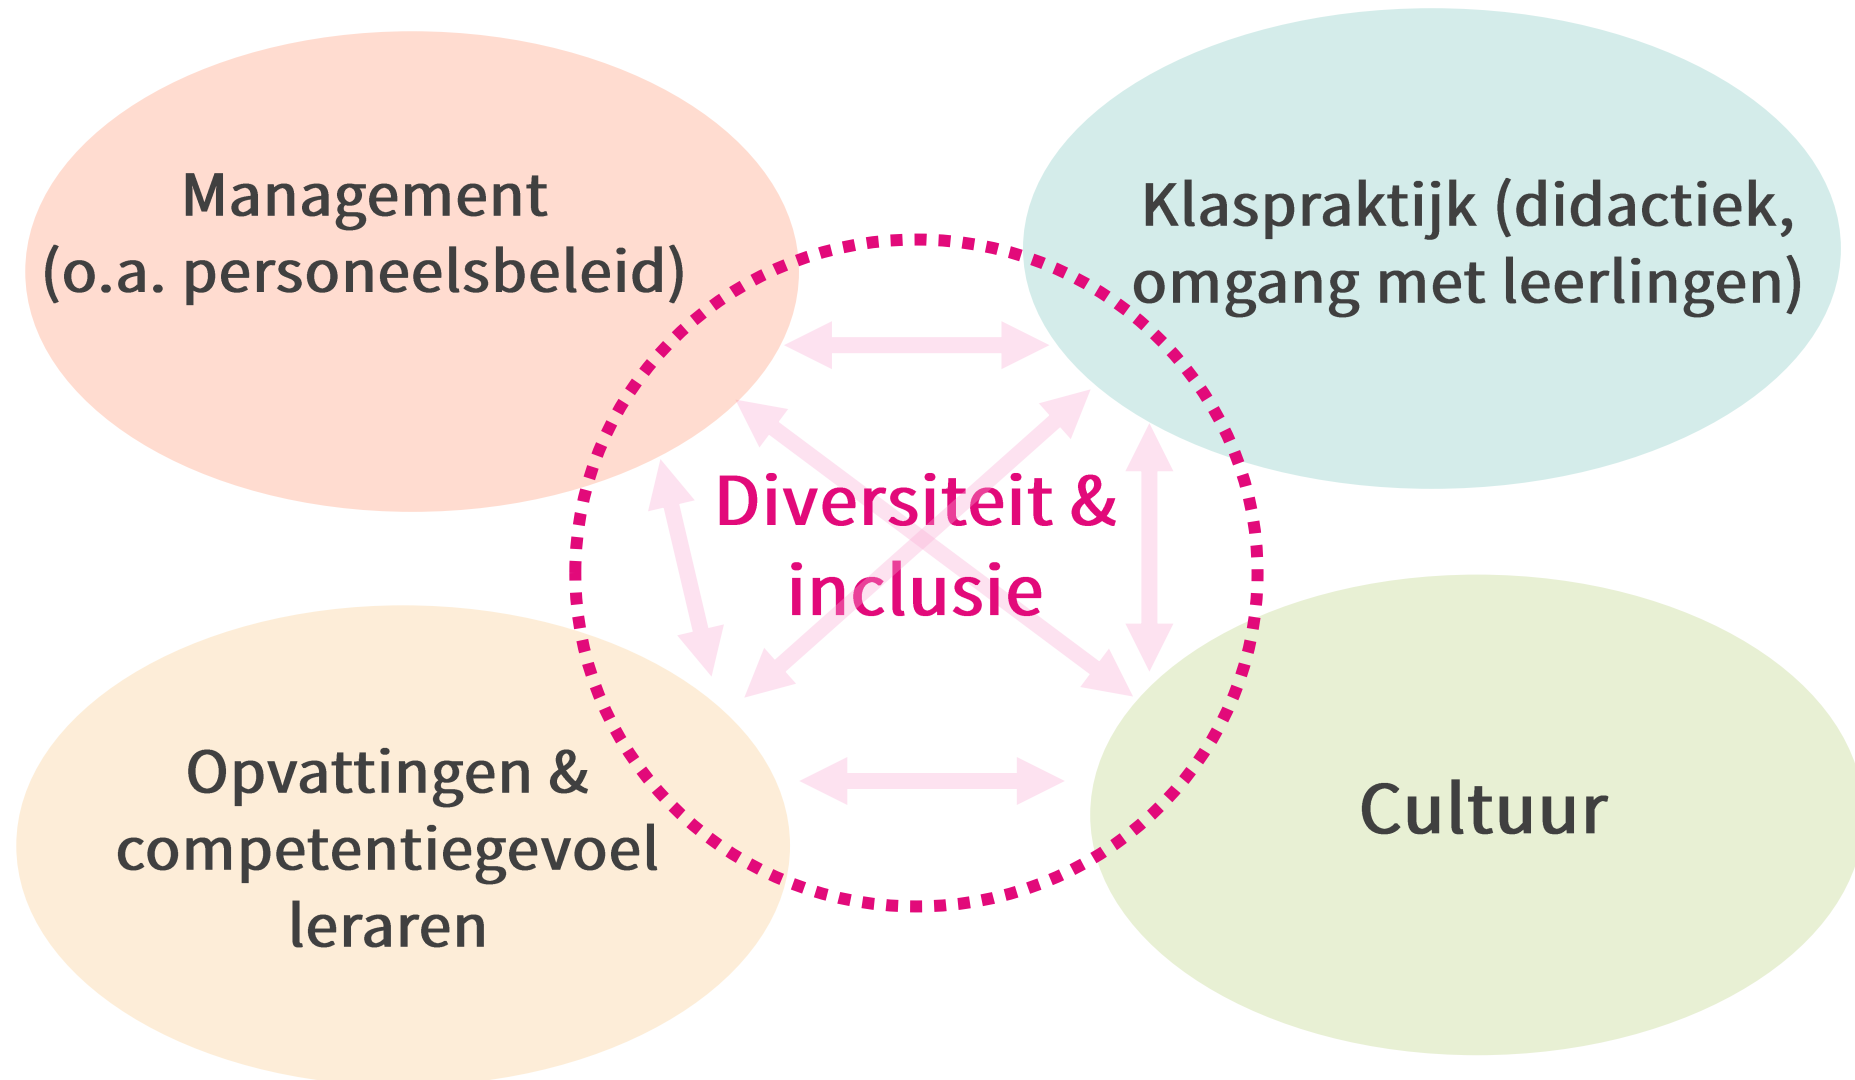 Management
(o.a. personeelsbeleid)
Klaspraktijk (didactiek,
omgang met leerlingen)
Diversiteit &
inclusie
Opvattingen &
competentiegevoel
leraren
Cultuur